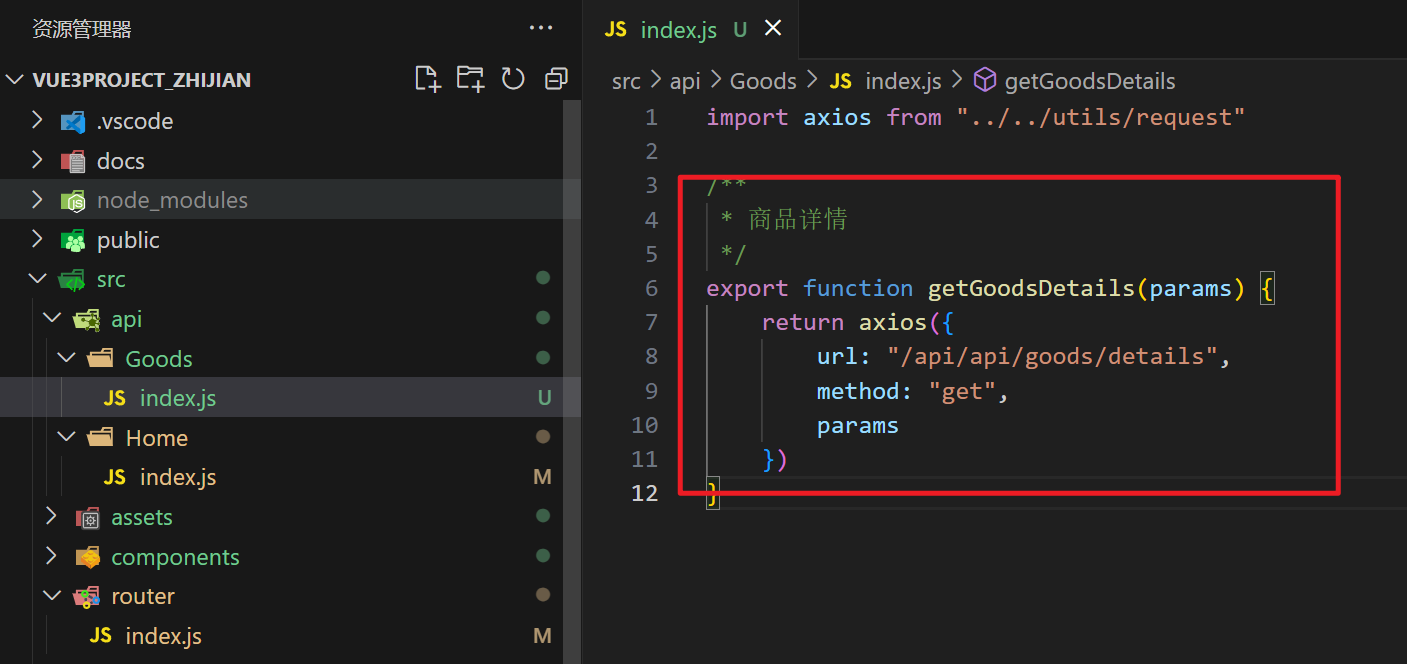 资源管理器
···
VUE3PROJECT_ZHIJIAN
.vscode
docs
node_modules
public
src
api
Goods
JS index.js U
Home
JS index.js M
assets
components
router
JS index.js M
JS index.js U ×
src > api > Goods > JS index.js > getGoodsDetails
1 import axios from "../../utils/request"
2
3 /**
4 * 商品详情
5 */
6 export function getGoodsDetails(params) {
7 return axios({
8 url: "/api/api/goods/details",
9 method: "get",
10 params
11 })
12 }